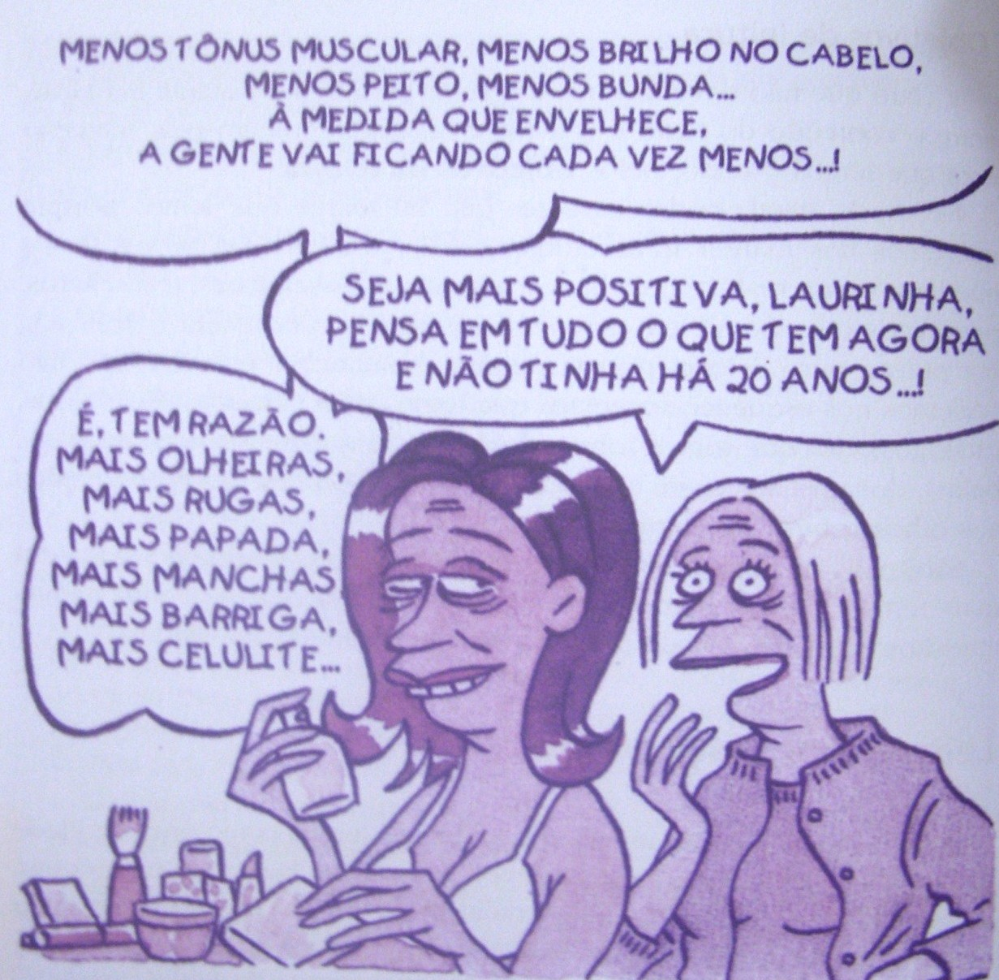 MENOS TÔNUS MUSCULAR, MENOS BRILHO NO CABELO,
MENOS PEITO, MENOS BUNDA...
À MEDIDA QUE ENVELHECE,
A GENTE VAI FICANDO CADA VEZ MENOS...!
SEJA MAIS POSITIVA, LAURINHA,
PENSA EM TUDO O QUE TEM AGORA
E NÃO TINHA HÁ 20 ANOS...!
É, TEM RAZÃO.
MAIS OLHEIRAS,
MAIS RUGAS,
MAIS PAPADA,
MAIS MANCHAS
MAIS BARRIGA,
MAIS CELULITE...